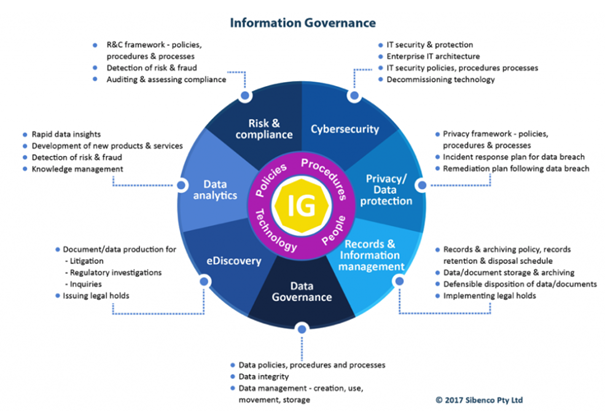 Information Governance
• R&C framework - policies,
procedures & processes
• Detection of risk & fraud
• Auditing & assessing compliance
• IT security & protection
• Enterprise IT architecture
• IT security policies, procedures processes
• Decommissioning technology
Risk &
compliance
Cybersecurity
• Rapid data insights
• Development of new products & services
• Detection of risk & fraud
• Knowledge management
• Privacy framework - policies,
procedures & processes
• Incident response plan for data breach
• Remediation plan following data breach
Data
analytics
Privacy/
Data
protection
Policies
Procedures
IG
Technology
People
eDiscovery
Records &
Information
management
Data
Governance
• Document/data production for
- Litigation
- Regulatory investigations
- Inquiries
• Issuing legal holds
• Records & archiving policy, records
retention & disposal schedule
• Data/document storage & archiving
• Defensible disposition of data/documents
• Implementing legal holds
• Data policies, procedures and processes
• Data integrity
• Data management - creation, use,
movement, storage
© 2017 Sibenco Pty Ltd